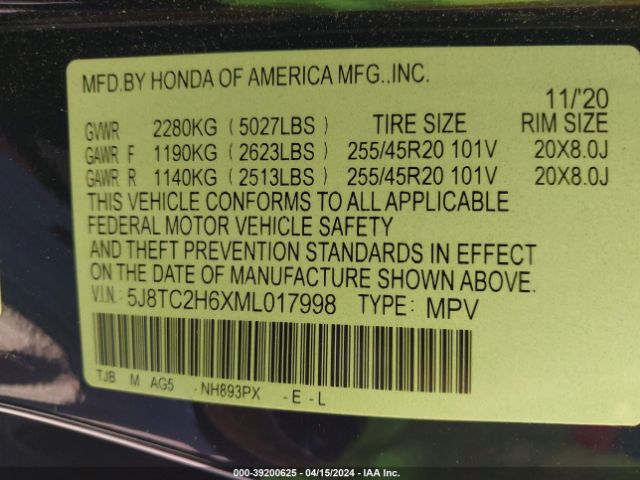 MFD.BY HONDA OF AMERICA MFG.,INC.
11/'20
GVWR 2280KG (5027LBS) TIRE SIZE RIM SIZE
GAWR F 1190KG (2623LBS) 255/45R20 101V 20X8.0J
GAWR R 1140KG (2513LBS) 255/45R20 101V 20X8.0J
THIS VEHICLE CONFORMS TO ALL APPLICABLE
FEDERAL MOTOR VEHICLE SAFETY
AND THEFT PREVENTION STANDARDS IN EFFECT
ON THE DATE OF MANUFACTURE SHOWN ABOVE.
V.I.N.: 5J8TC2H6XML017998 TYPE: MPV
TJB M AG5 -NH893PX -E-L
000-39200625 - 04/15/2024 - IAA Inc.